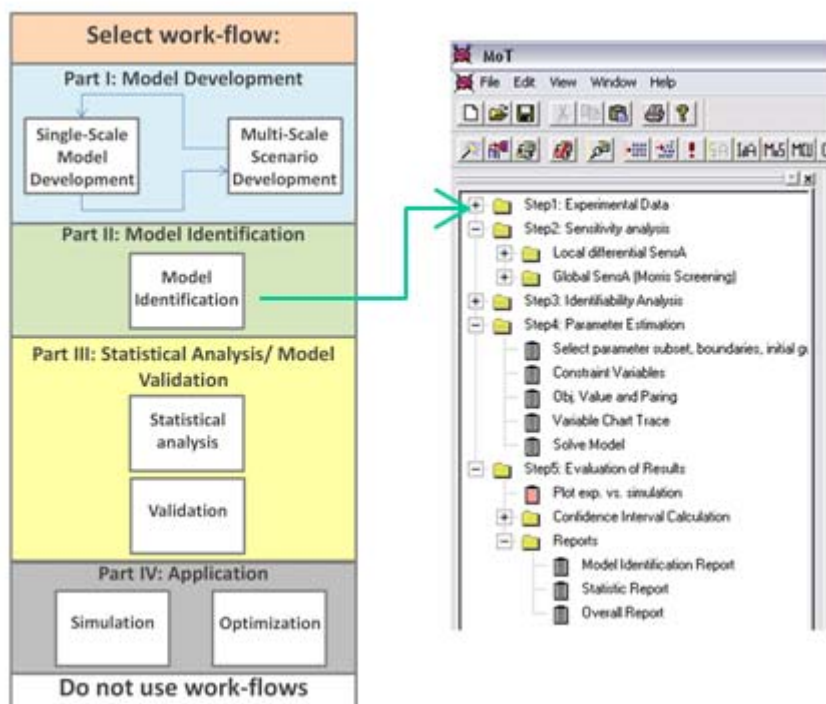 Select work-flow:
Part I: Model Development
Single-Scale
Model
Development
Multi-Scale
Scenario
Development
Part II: Model Identification
Model
Identification
Part III: Statistical Analysis/ Model
Validation
Statistical
analysis
Validation
Part IV: Application
Simulation
Optimization
Do not use work-flows
MoT
File Edit View Window Help
Step1: Experimental Data
Step2: Sensitivity analysis
Local differential SensA
Global SensA (Morris Screening)
Step3: Identifiability Analysis
Step4: Parameter Estimation
Select parameter subset, boundaries, initial g
Constraint Variables
Obj. Value and Paring
Variable Chart Trace
Solve Model
Step5: Evaluation of Results
Plot exp. vs. simulation
Confidence Interval Calculation
Reports
Model Identification Report
Statistic Report
Overall Report